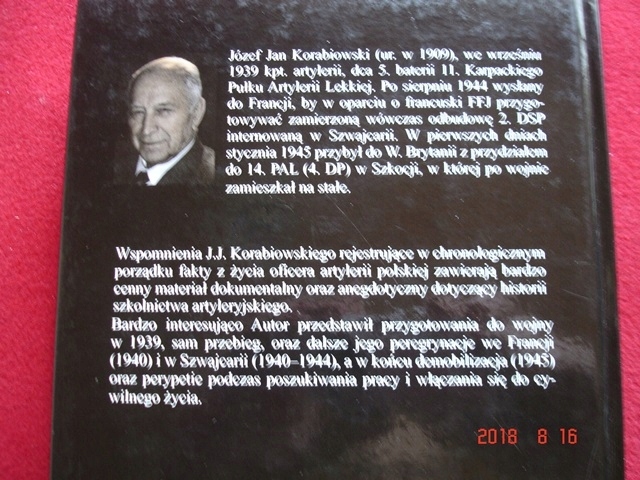 Józef Jan Korabiowski (ur. w 1909), we wrześniu
1939 kpt. artylerii, dca 5. baterii 11. Karpackiego
Pułku Artylerii Lekkiej. Po sierpniu 1944 wysłany
do Francji, by w oparciu o francuski FFJ przygo-
towywać zamierzoną wówczas odbudowę 2. DSP
internowaną w Szwajcarii. W pierwszych dniach
stycznia 1945 przybył do W. Brytanii z przydziałem
do 14. PAL (4. DP) w Szkocji, w której po wojnie
zamieszkał na stałe.
Wspomnienia J.J. Korabiowskiego rejestrujące w chronologicznym
porządku fakty z życia oficera artylerii polskiej zawierają bardzo
cenny materiał dokumentalny oraz anegdotyczny dotyczący historii
szkolnictwa artyleryjskiego.
Bardzo interesująco Autor przedstawił przygotowania do wojny
w 1939, sam przebieg, oraz dalsze jego peregrynacje we Francji
(1940) i w Szwajcarii (1940–1944), a w końcu demobilizacja (1945)
oraz perypetie podczas poszukiwania pracy i włączania się do cy-
wilnego życia.
2018 8 16